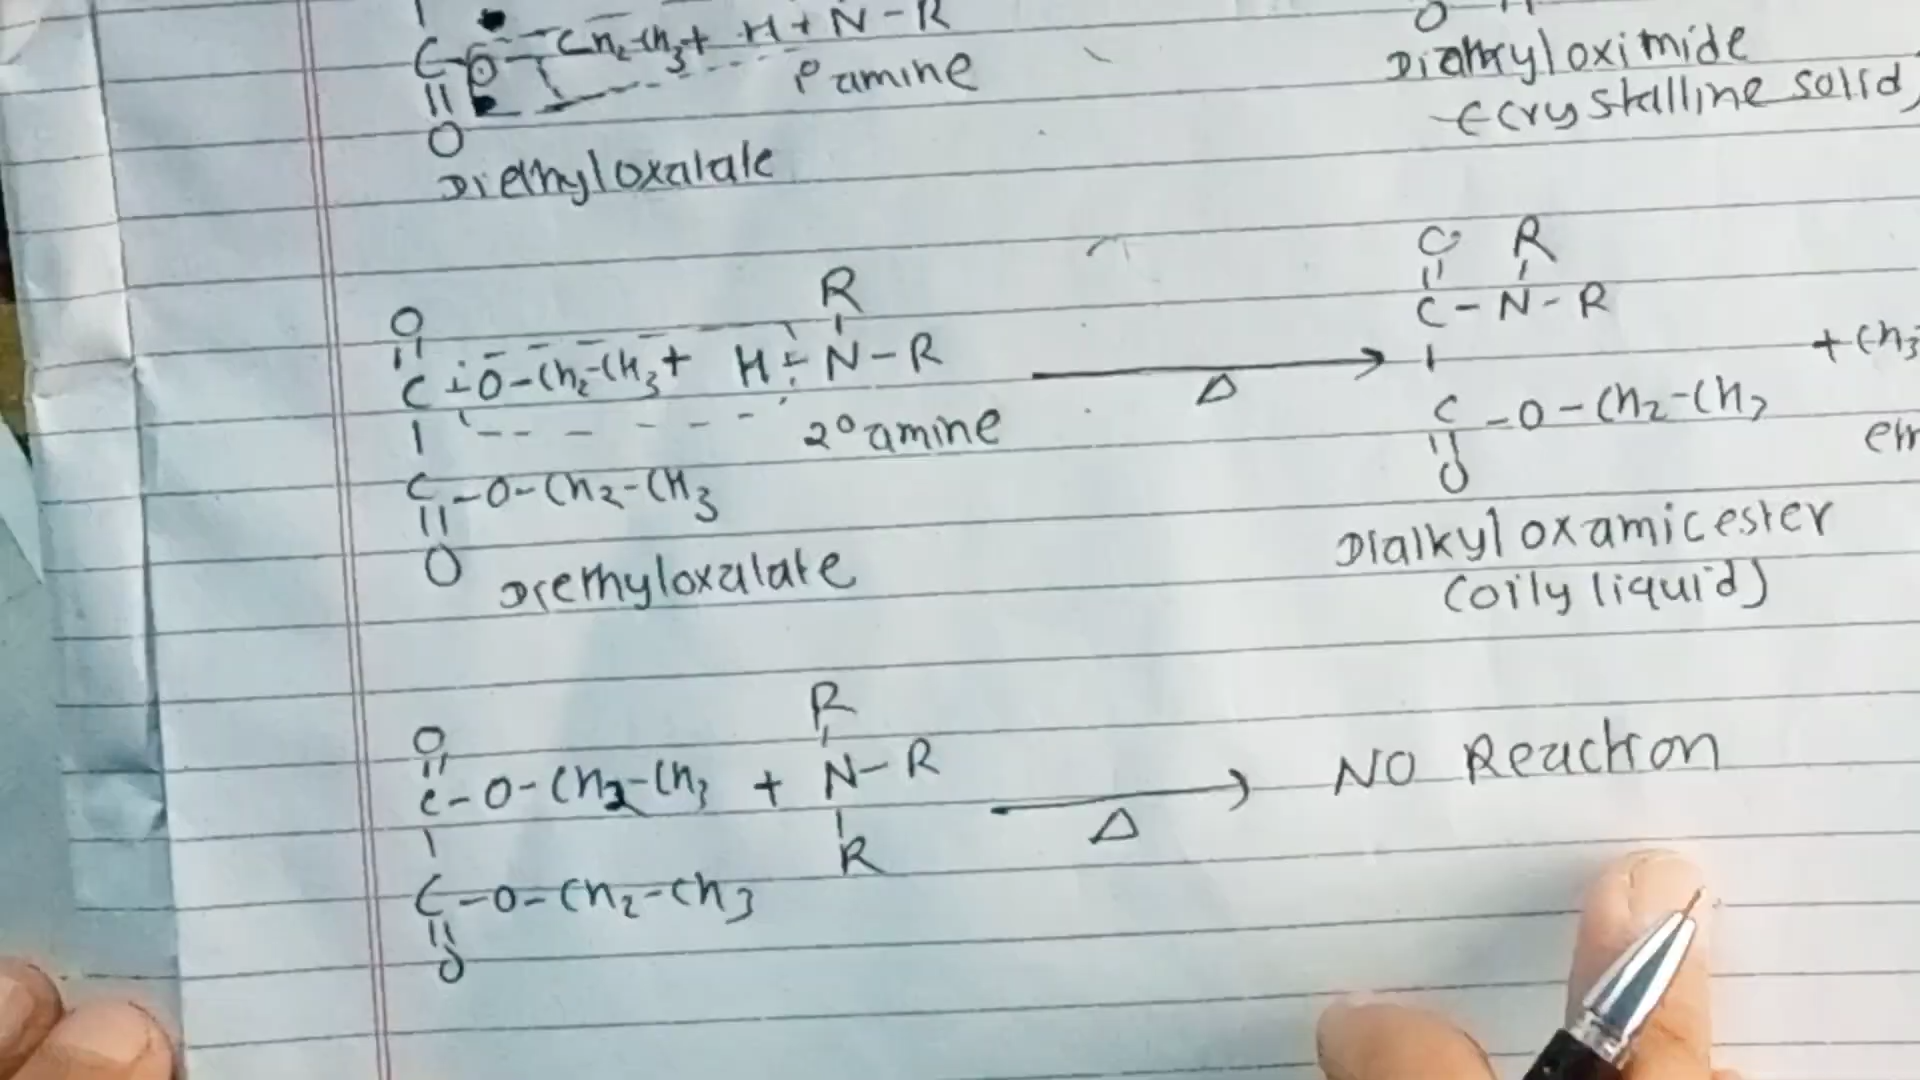 C-O-CH2-CH3+ H+N-R
O
O
1° amine
Dialkyloximide
(crystalline solid)
Diethyloxalate
O R
R
C-N-R
O
C-O-CH2-CH3+ H-N-R
Δ
+CH3
2° amine
C-O-CH2-CH3
O
C-O-CH2-CH3
O
Diethyloxalate
Dialkyloxamicester
(oily liquid)
R
O
C-O-CH2-CH3 + N-R
Δ
NO Reaction
R
C-O-CH2-CH3
O